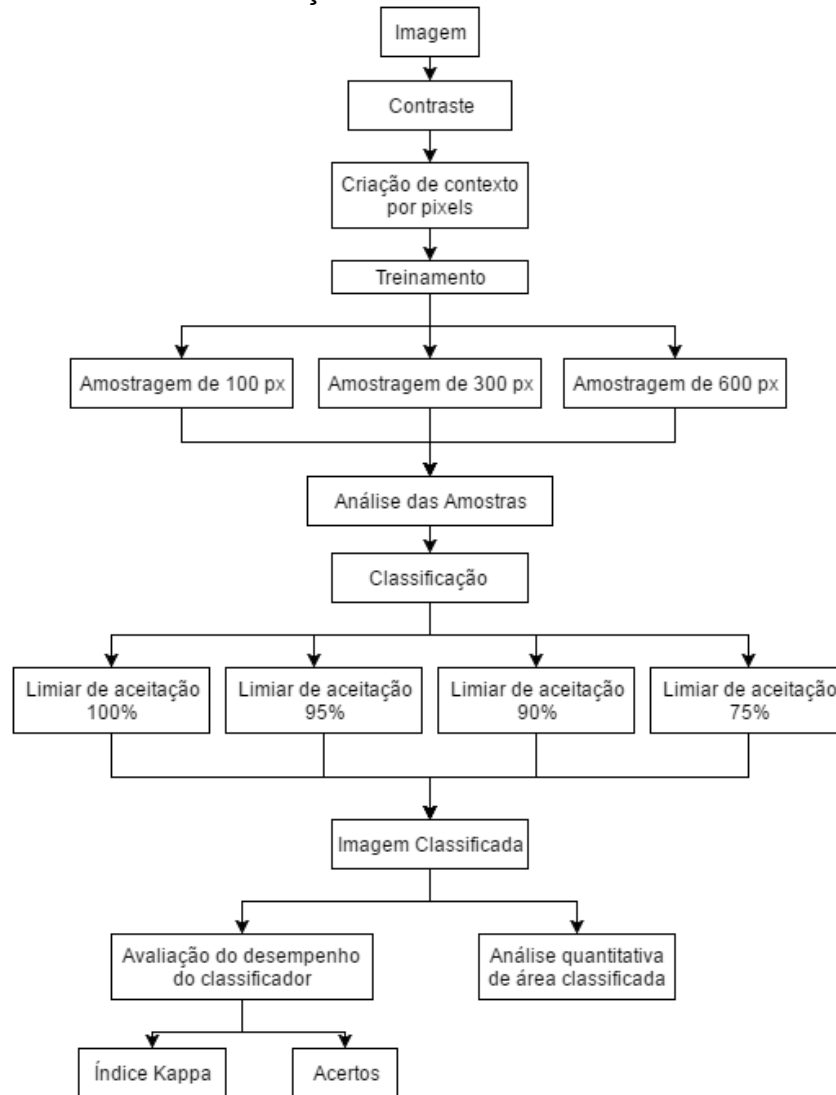 Imagem
Contraste
Criação de contexto
por pixels
Treinamento
Amostragem de 100 px
Amostragem de 300 px
Amostragem de 600 px
Análise das Amostras
Classificação
Limiar de aceitação
100%
Limiar de aceitação
95%
Limiar de aceitação
90%
Limiar de aceitação
75%
Imagem Classificada
Avaliação do desempenho
do classificador
Análise quantitativa
de área classificada
Índice Kappa
Acertos